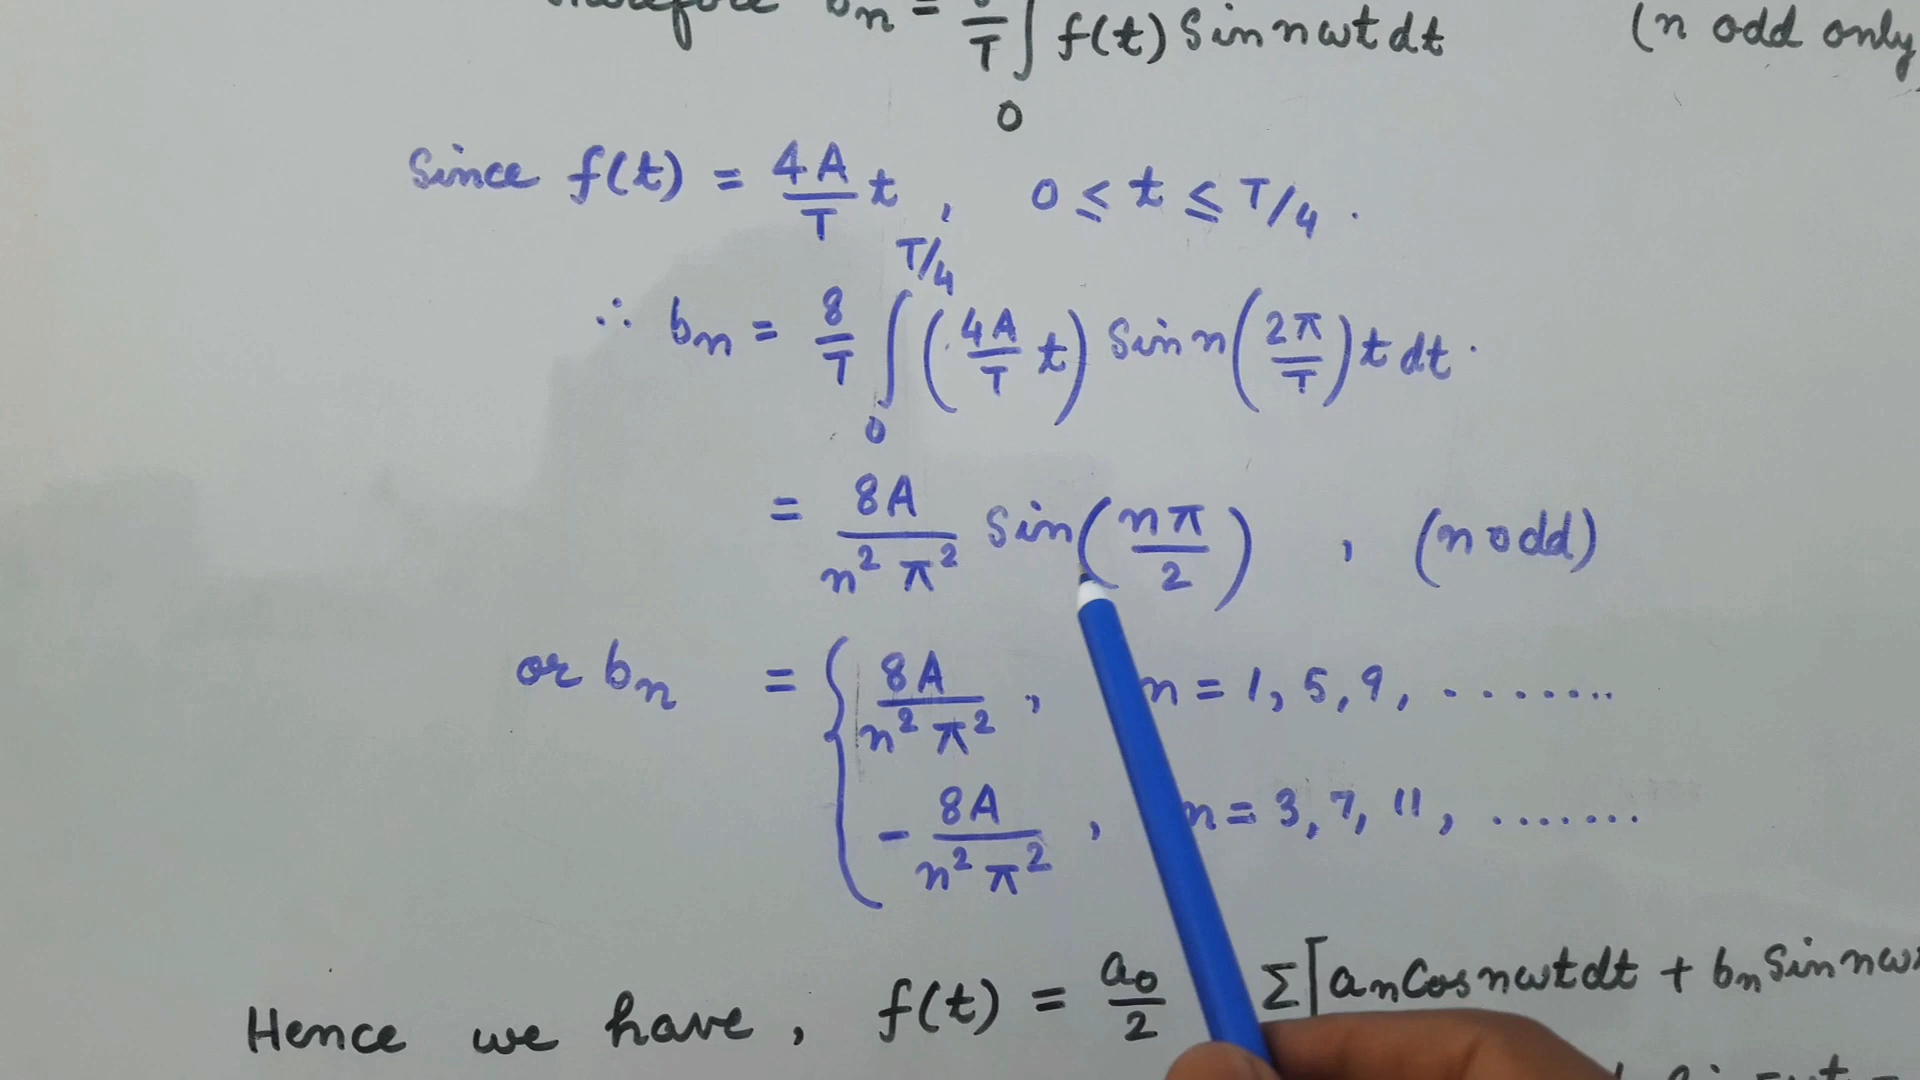 therefore bn = 8/T ∫ f(t) Sin nωt dt (n odd only
0
Since f(t) = 4A/T t, 0 ≤ t ≤ T/4.
∴ bn = 8/T ∫₀^(T/4) (4A/T t) Sin n(2π/T) t dt.
= 8A/n²π² Sin(nπ/2), (n odd)
or bn = { 8A/n²π², n = 1, 5, 9, ........
- 8A/n²π², n = 3, 7, 11, .......
Hence we have, f(t) = a₀/2 Σ[an Cos nωt dt + bn Sin nω